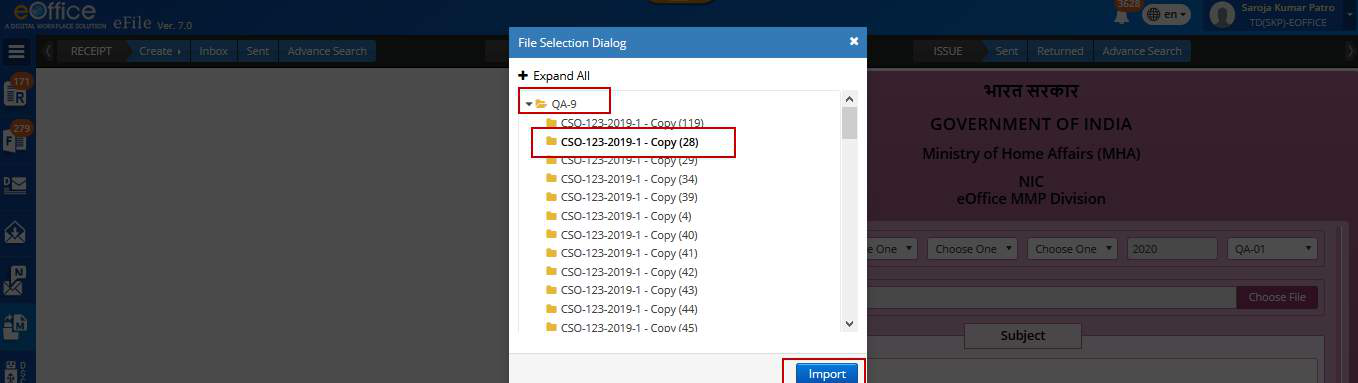 eOffice
A DIGITAL WORKPLACE SOLUTION eFile Ver. 7.0
3628
en
Saroja Kumar Patro
TD(SKP)-EOFFICE
RECEIPT Create Inbox Sent Advance Search
ISSUE Sent Returned Advance Search
File Selection Dialog
Expand All
QA-9
CSO-123-2019-1 - Copy (119)
CSO-123-2019-1 - Copy (28)
CSO-123-2019-1 - Copy (29)
CSO-123-2019-1 - Copy (34)
CSO-123-2019-1 - Copy (39)
CSO-123-2019-1 - Copy (4)
CSO-123-2019-1 - Copy (40)
CSO-123-2019-1 - Copy (41)
CSO-123-2019-1 - Copy (42)
CSO-123-2019-1 - Copy (43)
CSO-123-2019-1 - Copy (44)
CSO-123-2019-1 - Copy (45)
Import
171
R
279
F
D
N
M
D
S
भारत सरकार
GOVERNMENT OF INDIA
Ministry of Home Affairs (MHA)
NIC
eOffice MMP Division
One Choose One Choose One 2020 QA-01
Choose File
Subject